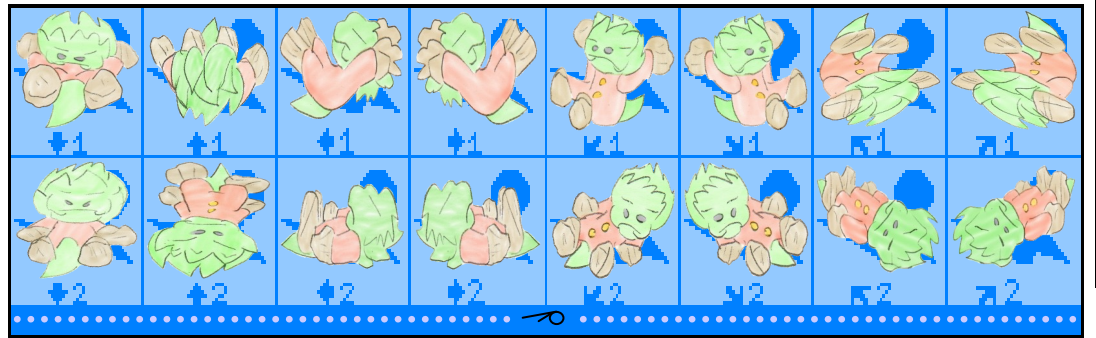 🡇1 🡅1 🡄1 🡆1 🡗1 🡖1 🡔1 🡕1
🡇2 🡅2 🡄2 🡆2 🡗2 🡖2 🡔2 🡕2